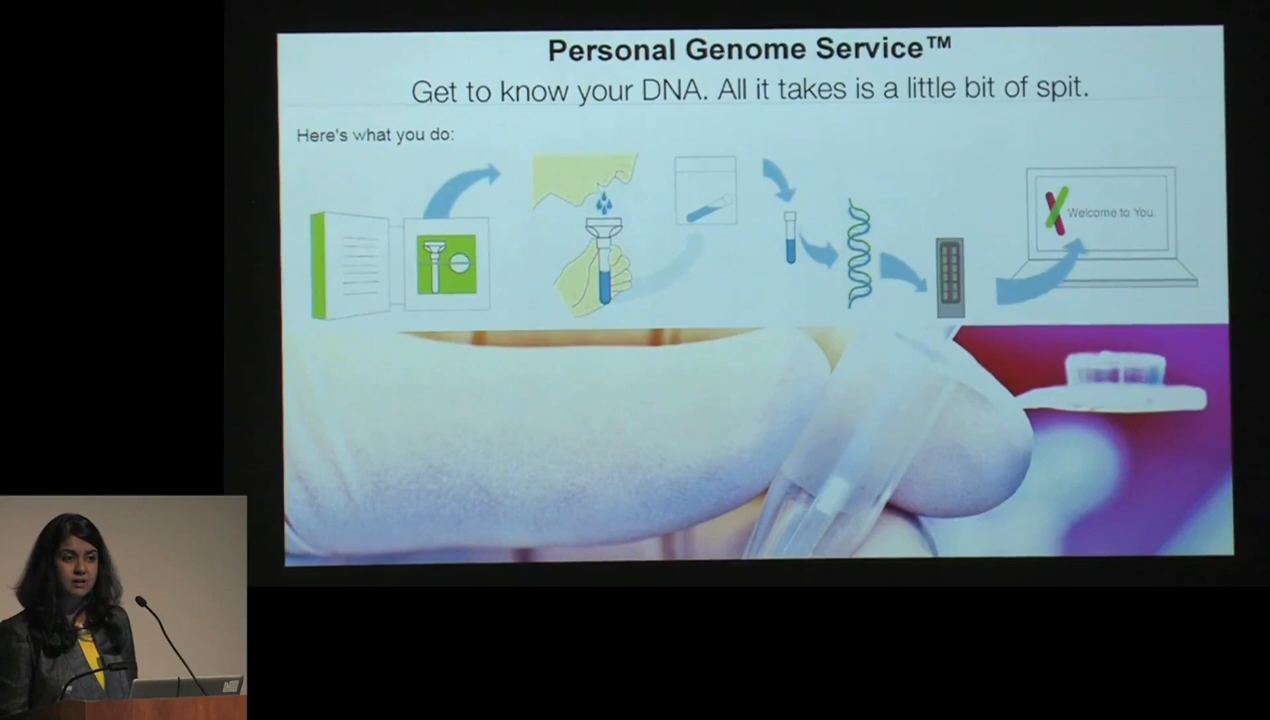 Personal Genome Service™
Get to know your DNA. All it takes is a little bit of spit.
Here's what you do:
Welcome to You.